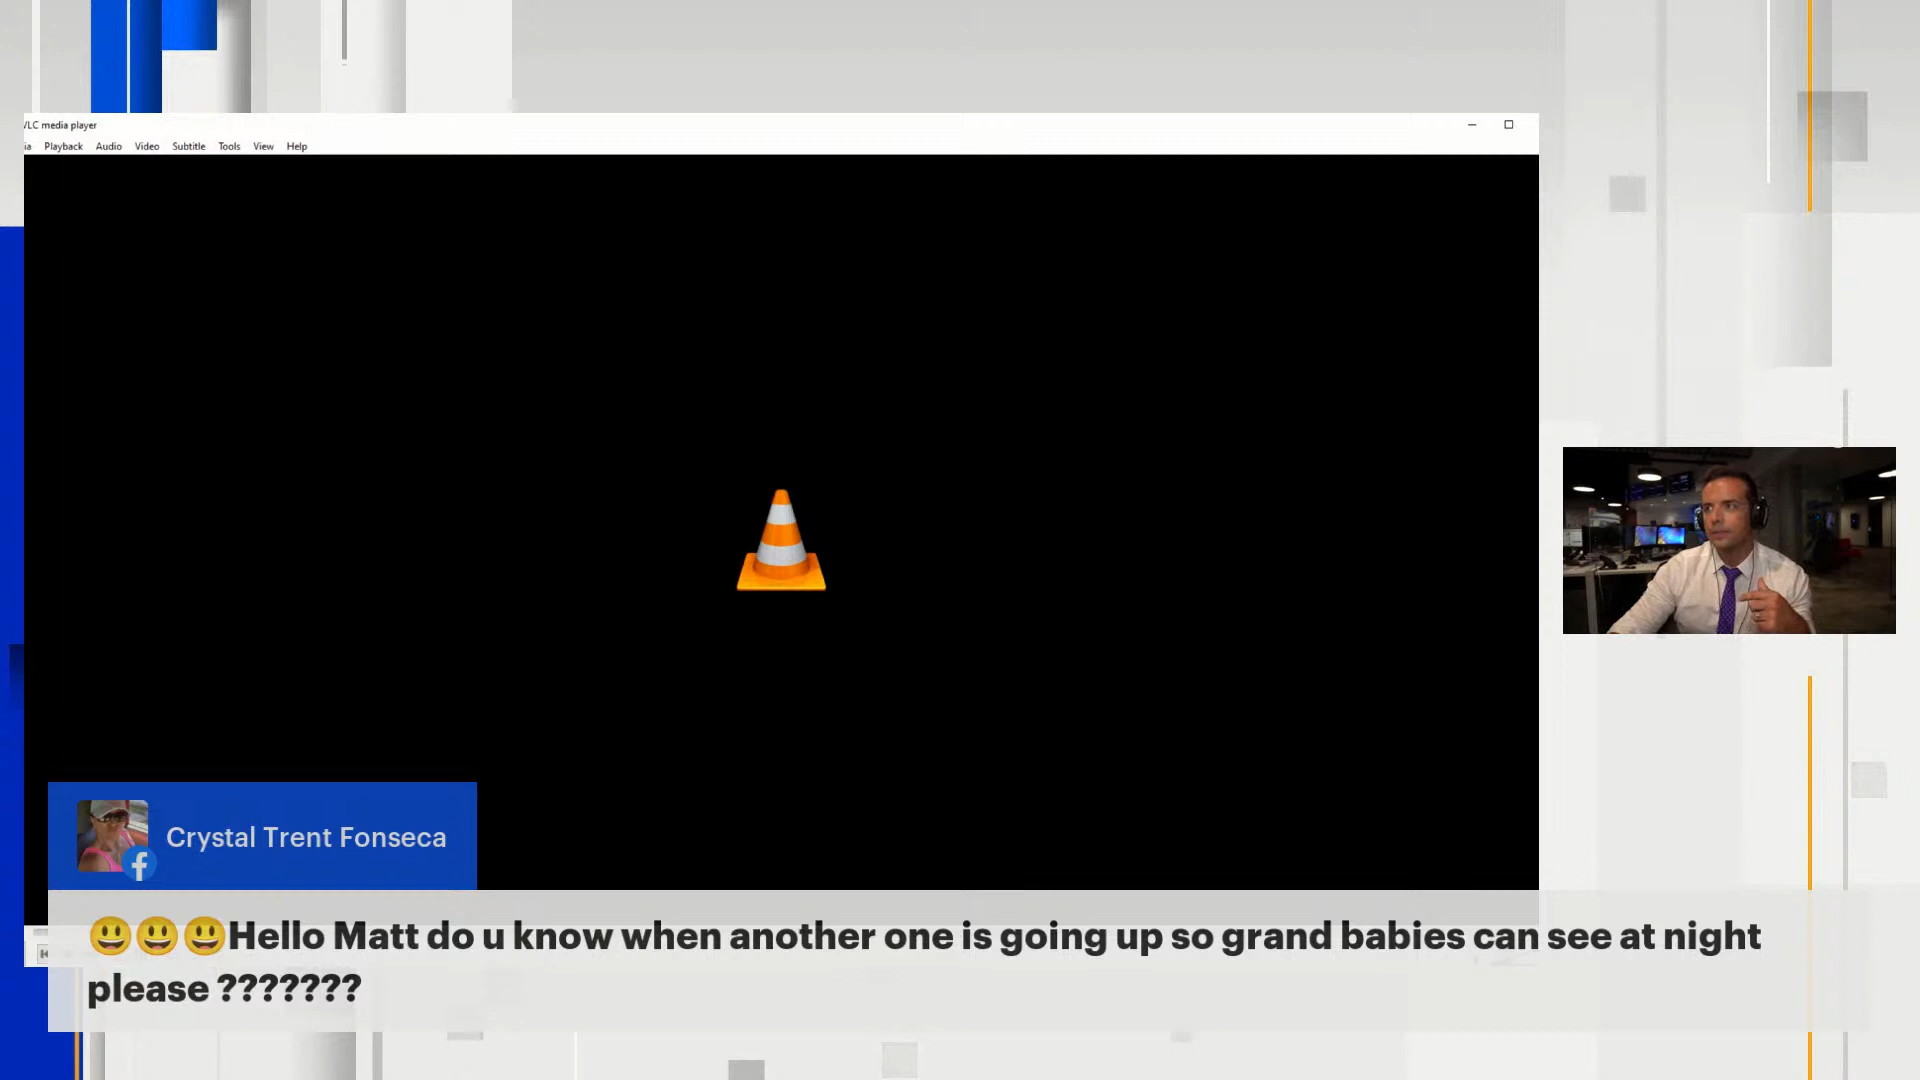 VLC media player
ia Playback Audio Video Subtitle Tools View Help
Crystal Trent Fonseca
😃😃😃Hello Matt do u know when another one is going up so grand babies can see at night
please ???????